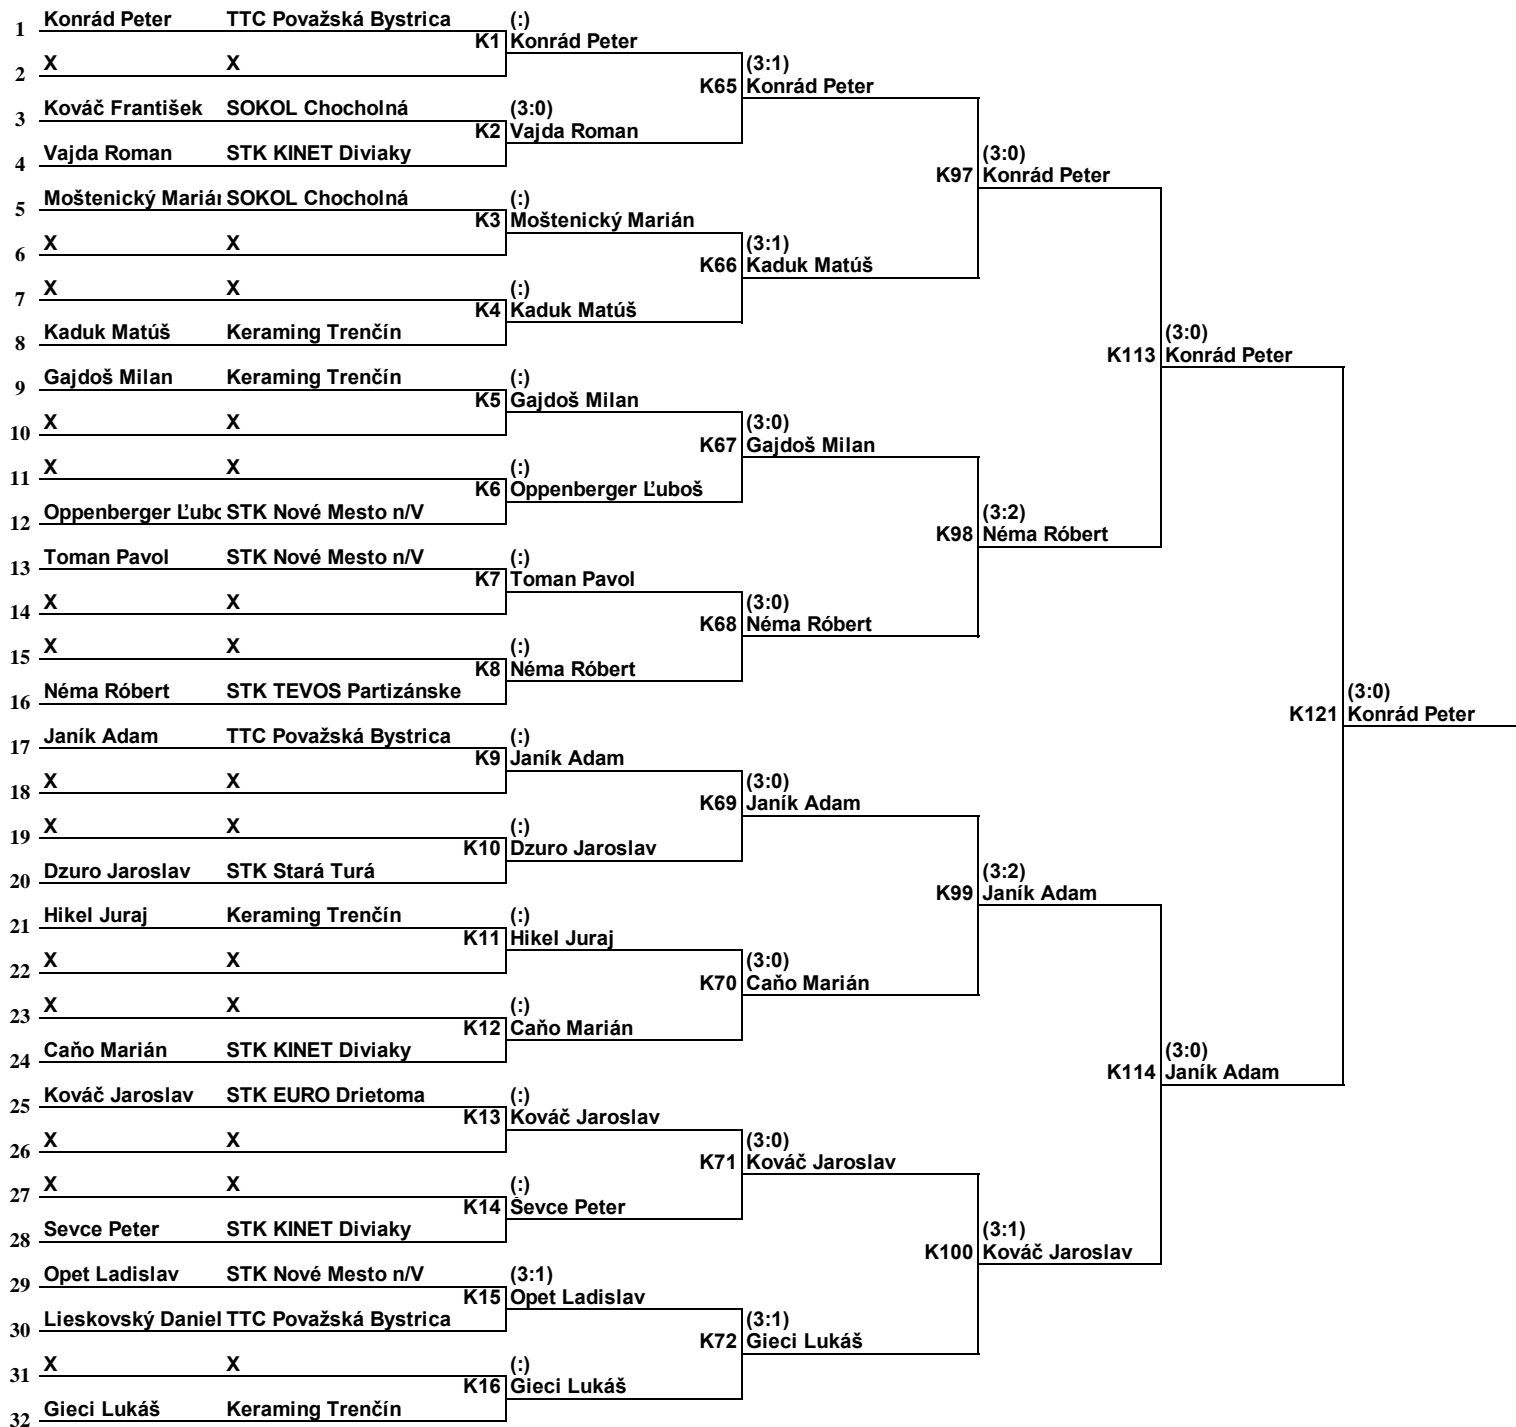 1 Konrád Peter TTC Považská Bystrica (:)
K1 Konrád Peter
2 X X (3:1)
K65 Konrád Peter
3 Kováč František SOKOL Chocholná (3:0)
K2 Vajda Roman
4 Vajda Roman STK KINET Diviaky (3:0)
K97 Konrád Peter
5 Moštenický Mariá SOKOL Chocholná (:)
K3 Moštenický Marián
6 X X (3:1)
K66 Kaduk Matúš
7 X X (:)
K4 Kaduk Matúš
8 Kaduk Matúš Keraming Trenčín (3:0)
K113 Konrád Peter
9 Gajdoš Milan Keraming Trenčín (:)
K5 Gajdoš Milan
10 X X (3:0)
K67 Gajdoš Milan
11 X X (:)
K6 Oppenberger Ľuboš
12 Oppenberger Ľubo STK Nové Mesto n/V (3:2)
K98 Néma Róbert
13 Toman Pavol STK Nové Mesto n/V (:)
K7 Toman Pavol
14 X X (3:0)
K68 Néma Róbert
15 X X (:)
K8 Néma Róbert
16 Néma Róbert STK TEVOS Partizánske (3:0)
K121 Konrád Peter
17 Janík Adam TTC Považská Bystrica (:)
K9 Janík Adam
18 X X (3:0)
K69 Janík Adam
19 X X (:)
K10 Dzuro Jaroslav
20 Dzuro Jaroslav STK Stará Turá (3:2)
K99 Janík Adam
21 Hikel Juraj Keraming Trenčín (:)
K11 Hikel Juraj
22 X X (3:0)
K70 Caňo Marián
23 X X (:)
K12 Caňo Marián
24 Caňo Marián STK KINET Diviaky (3:0)
K114 Janík Adam
25 Kováč Jaroslav STK EURO Drietoma (:)
K13 Kováč Jaroslav
26 X X (3:0)
K71 Kováč Jaroslav
27 X X (:)
K14 Ševce Peter
28 Ševce Peter STK KINET Diviaky (3:1)
K100 Kováč Jaroslav
29 Opet Ladislav STK Nové Mesto n/V (3:1)
K15 Opet Ladislav
30 Lieskovský Daniel TTC Považská Bystrica (3:1)
K72 Gieci Lukáš
31 X X (:)
K16 Gieci Lukáš
32 Gieci Lukáš Keraming Trenčín